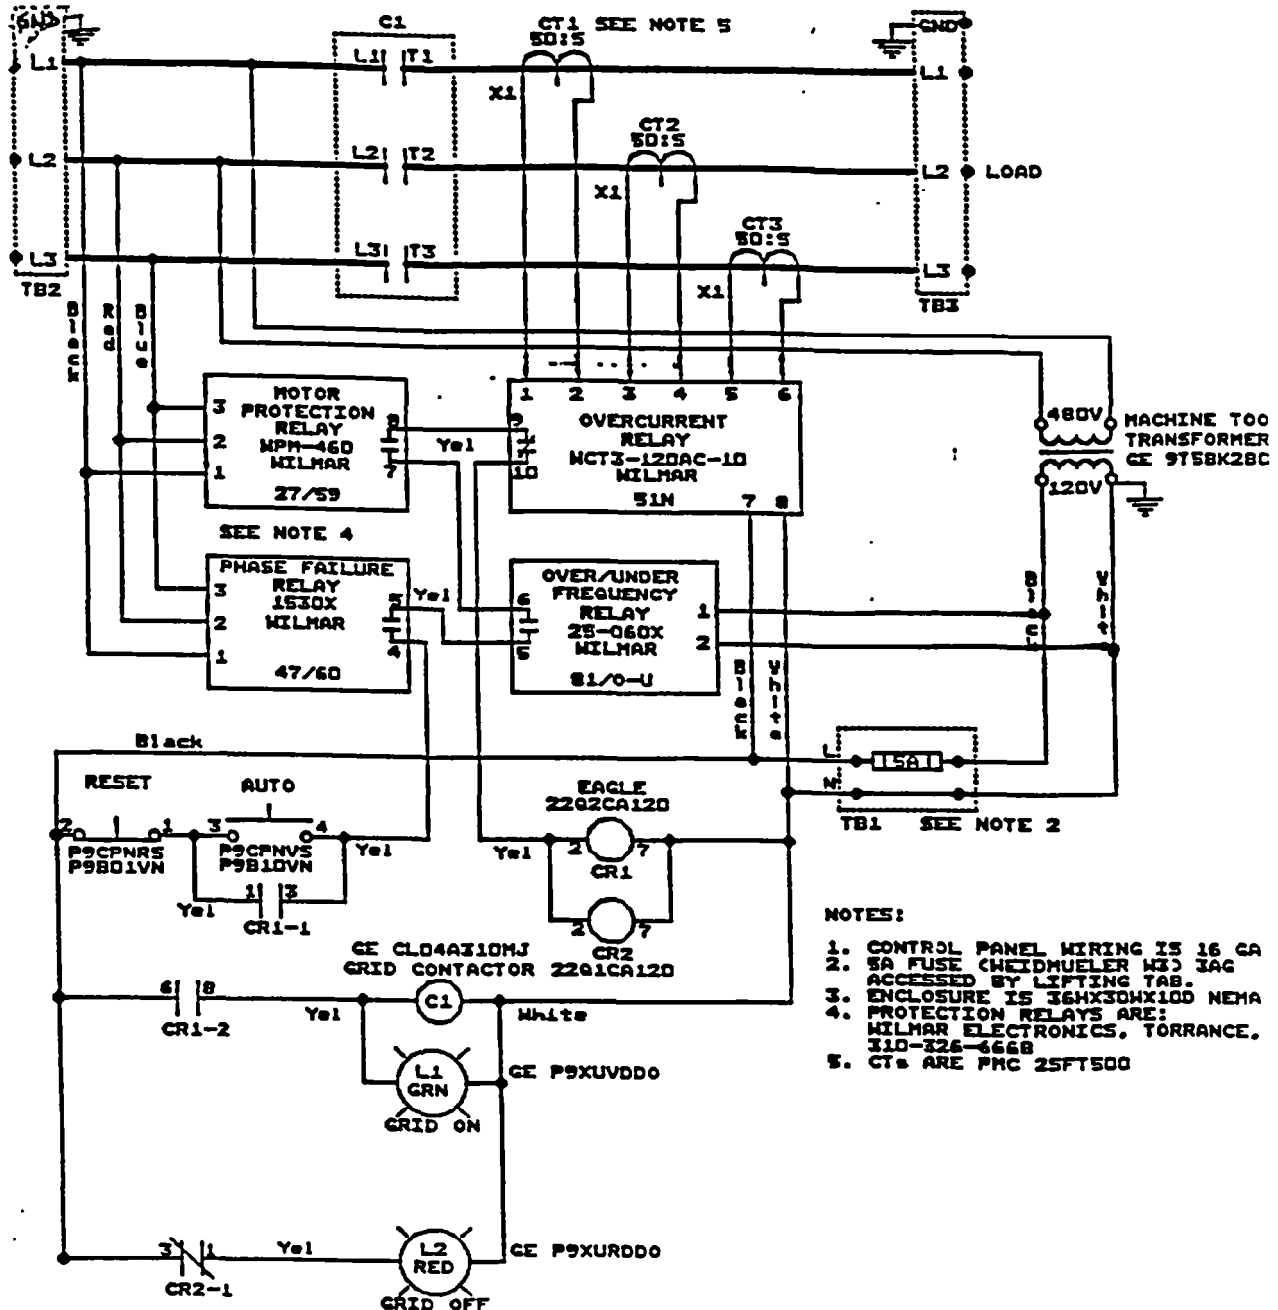 GND
C1
CT1 SEE NOTE 5
50:5
GND
L1
L1
T1
X1
L1
CT2
50:5
L2
L2
T2
X1
L2
LOAD
CT3
50:5
L3
L3
T3
X1
L3
TB2
TB3
Black
Red
Blue
1 2 3 4 5 6
MOTOR
PROTECTION
RELAY
WPM-460
WILMAR
27/59
3
2
1
8
7
Yel
9
10
OVERCURRENT
RELAY
WCT3-120AC-10
WILMAR
51N
7 8
480V
120V
MACHINE TOO
TRANSFORMER
GE 9T58K28C
SEE NOTE 4
PHASE FAILURE
RELAY
1530X
WILMAR
47/60
3
2
1
5
4
Yel
6
5
OVER/UNDER
FREQUENCY
RELAY
25-060X
WILMAR
81/O-U
1
2
Black
White
Black
White
Black
L
N
5A
TB1 SEE NOTE 2
RESET
AUTO
2
1
3
4
Yel
P9CPNRS
P9B01VN
P9CPNVS
P9B10VN
Yel
1 3
CR1-1
EAGLE
22Q2CA120
Yel
2 7
CR1
2 7
CR2
22Q1CA120
GE CL04A310MJ
GRID CONTACTOR
6 8
CR1-2
Yel
C1
White
L1
GRN
GE P9XUVDD0
GRID ON
3 1
CR2-1
Yel
L2
RED
GE P9XURDD0
GRID OFF
NOTES:
1. CONTROL PANEL WIRING IS 16 GA
2. 5A FUSE (WEIDMUELER W3) 3AG
ACCESSED BY LIFTING TAB.
3. ENCLOSURE IS 36HX30WX10D NEMA
4. PROTECTION RELAYS ARE:
WILMAR ELECTRONICS, TORRANCE,
310-326-6668
5. CTs ARE PMC 25FT500